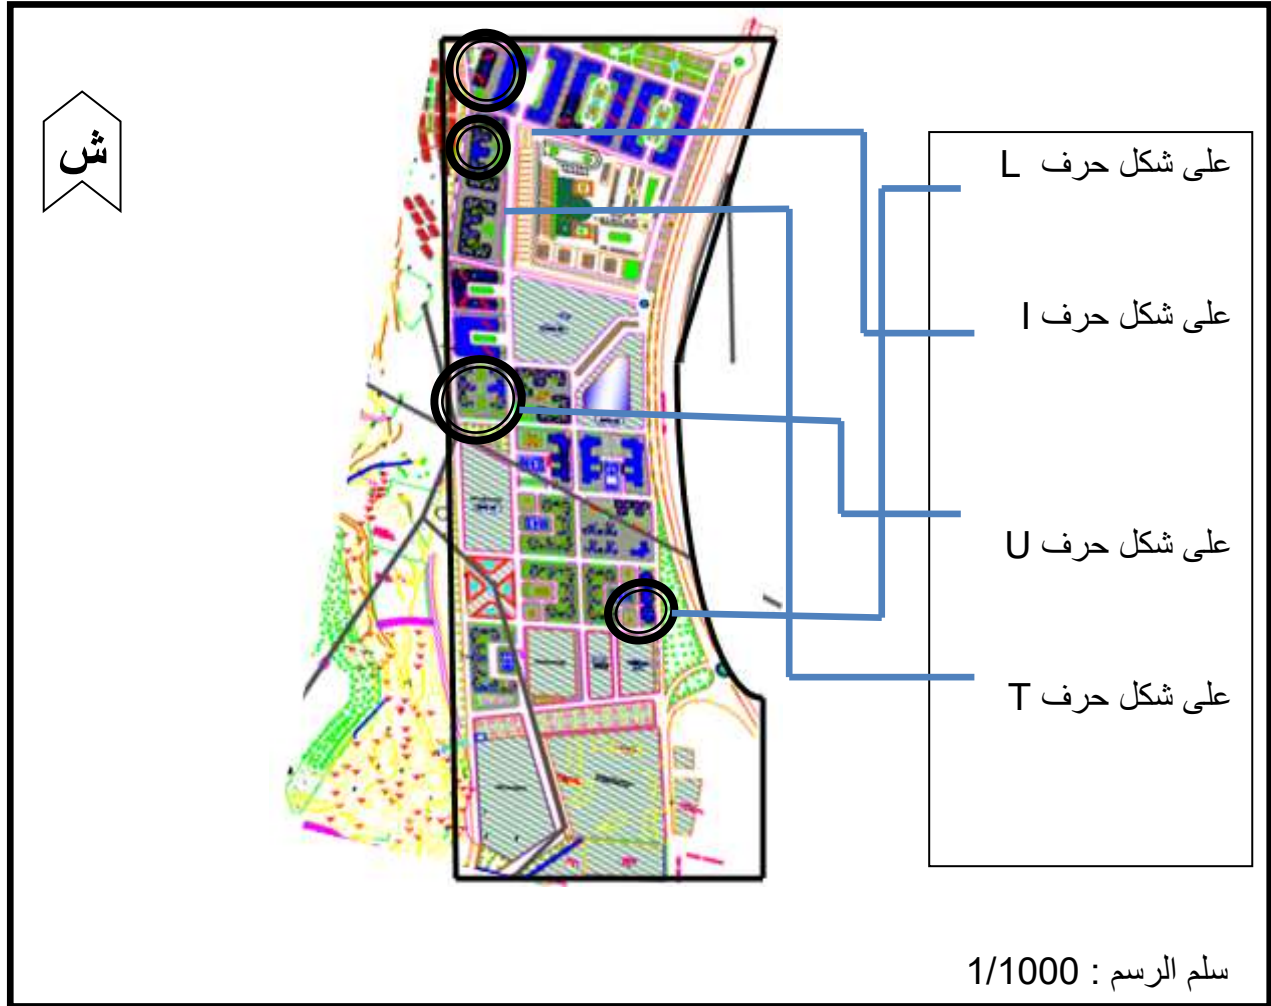 ش
على شكل حرف L
على شكل حرف I
على شكل حرف U
على شكل حرف T
سلم الرسم : 1/1000